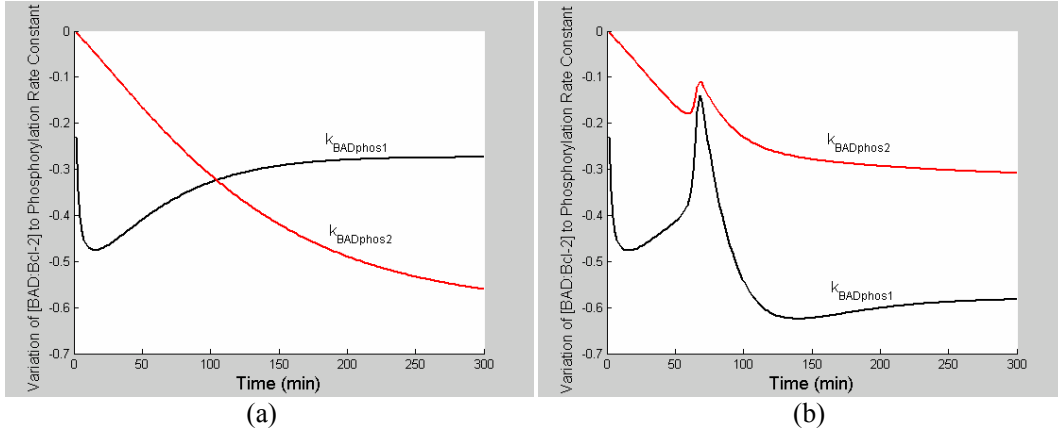 Variation of [BAD:Bcl-2] to Phosphorylation Rate Constant
0
-0.1
-0.2
-0.3
-0.4
-0.5
-0.6
-0.7
kBADphos1
kBADphos2
0 50 100 150 200 250 300
Time (min)
(a)
Variation of [BAD:Bcl-2] to Phosphorylation Rate Constant
0
-0.1
-0.2
-0.3
-0.4
-0.5
-0.6
-0.7
kBADphos2
kBADphos1
0 50 100 150 200 250 300
Time (min)
(b)